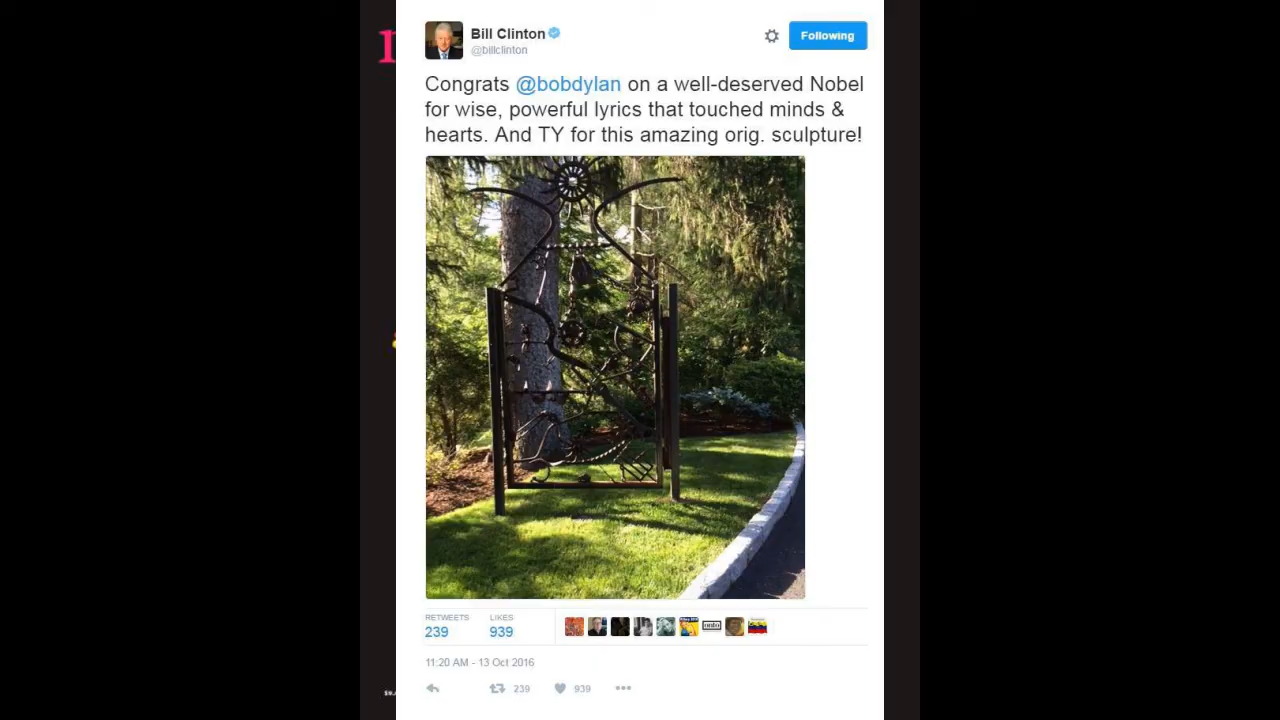 Bill Clinton
@billclinton
Following
Congrats @bobdylan on a well-deserved Nobel
for wise, powerful lyrics that touched minds &
hearts. And TY for this amazing orig. sculpture!
RETWEETS LIKES
239 939
11:20 AM - 13 Oct 2016
239 939